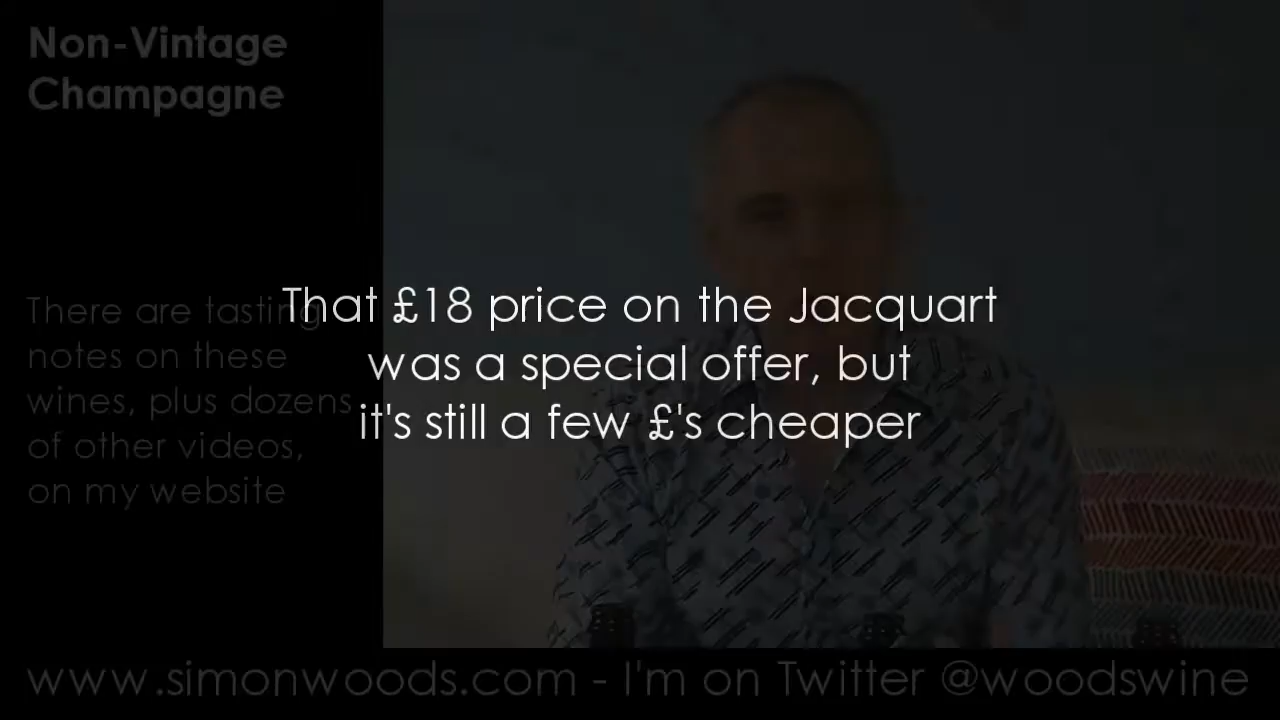 Non-Vintage
Champagne
There are tasting
notes on these
wines, plus dozens
of other videos,
on my website
That £18 price on the Jacquart
was a special offer, but
it's still a few £'s cheaper
www.simonwoods.com - I'm on Twitter @woodswine